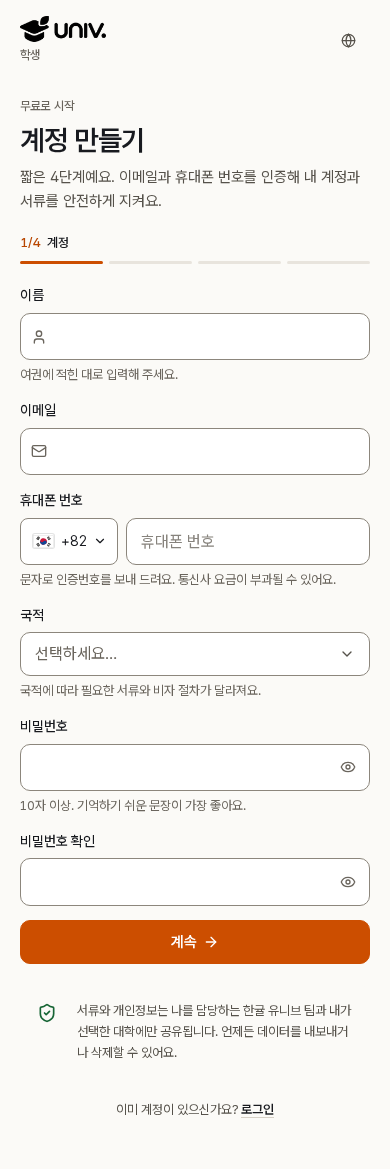 UNIV.
학생
무료로 시작
계정 만들기
짧은 4단계예요. 이메일과 휴대폰 번호를 인증해 내 계정과
서류를 안전하게 지켜요.
1/4 계정
이름
여권에 적힌 대로 입력해 주세요.
이메일
휴대폰 번호
+82
휴대폰 번호
문자로 인증번호를 보내 드려요. 통신사 요금이 부과될 수 있어요.
국적
선택하세요...
국적에 따라 필요한 서류와 비자 절차가 달라져요.
비밀번호
10자 이상. 기억하기 쉬운 문장이 가장 좋아요.
비밀번호 확인
계속 →
서류와 개인정보는 나를 담당하는 한귤 유니브 팀과 내가
선택한 대학에만 공유됩니다. 언제든 데이터를 내보내거
나 삭제할 수 있어요.
이미 계정이 있으신가요? 로그인